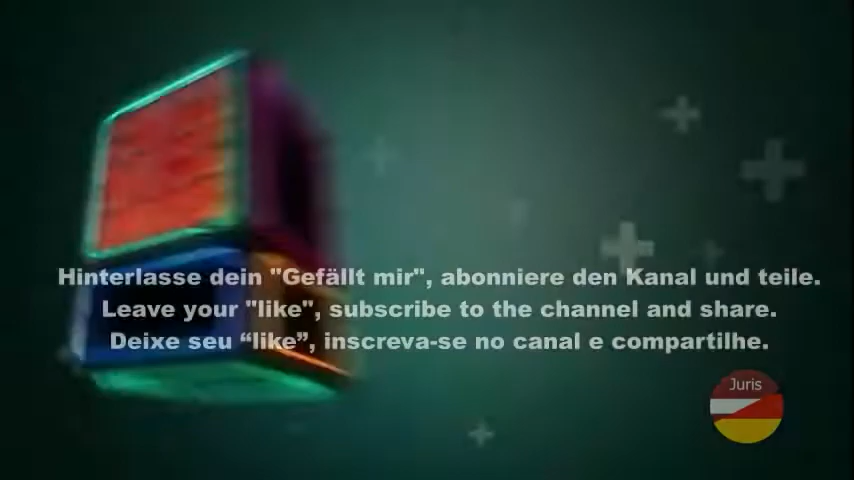 Hinterlasse dein "Gefällt mir", abonniere den Kanal und teile.
Leave your "like", subscribe to the channel and share.
Deixe seu “like”, inscreva-se no canal e compartilhe.
Juris